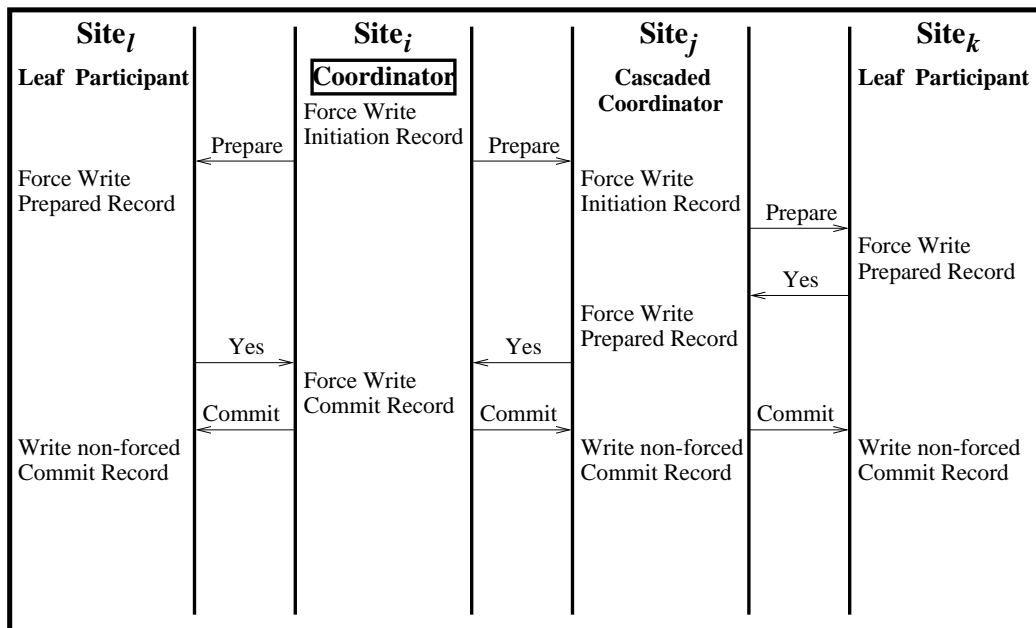 Site_l
Site_i
Site_j
Site_k
Leaf Participant
Coordinator
Cascaded
Coordinator
Leaf Participant
Force Write
Initiation Record
Prepare
Prepare
Force Write
Prepared Record
Force Write
Initiation Record
Prepare
Force Write
Prepared Record
Yes
Force Write
Prepared Record
Yes
Yes
Force Write
Commit Record
Commit
Commit
Commit
Write non-forced
Commit Record
Write non-forced
Commit Record
Write non-forced
Commit Record